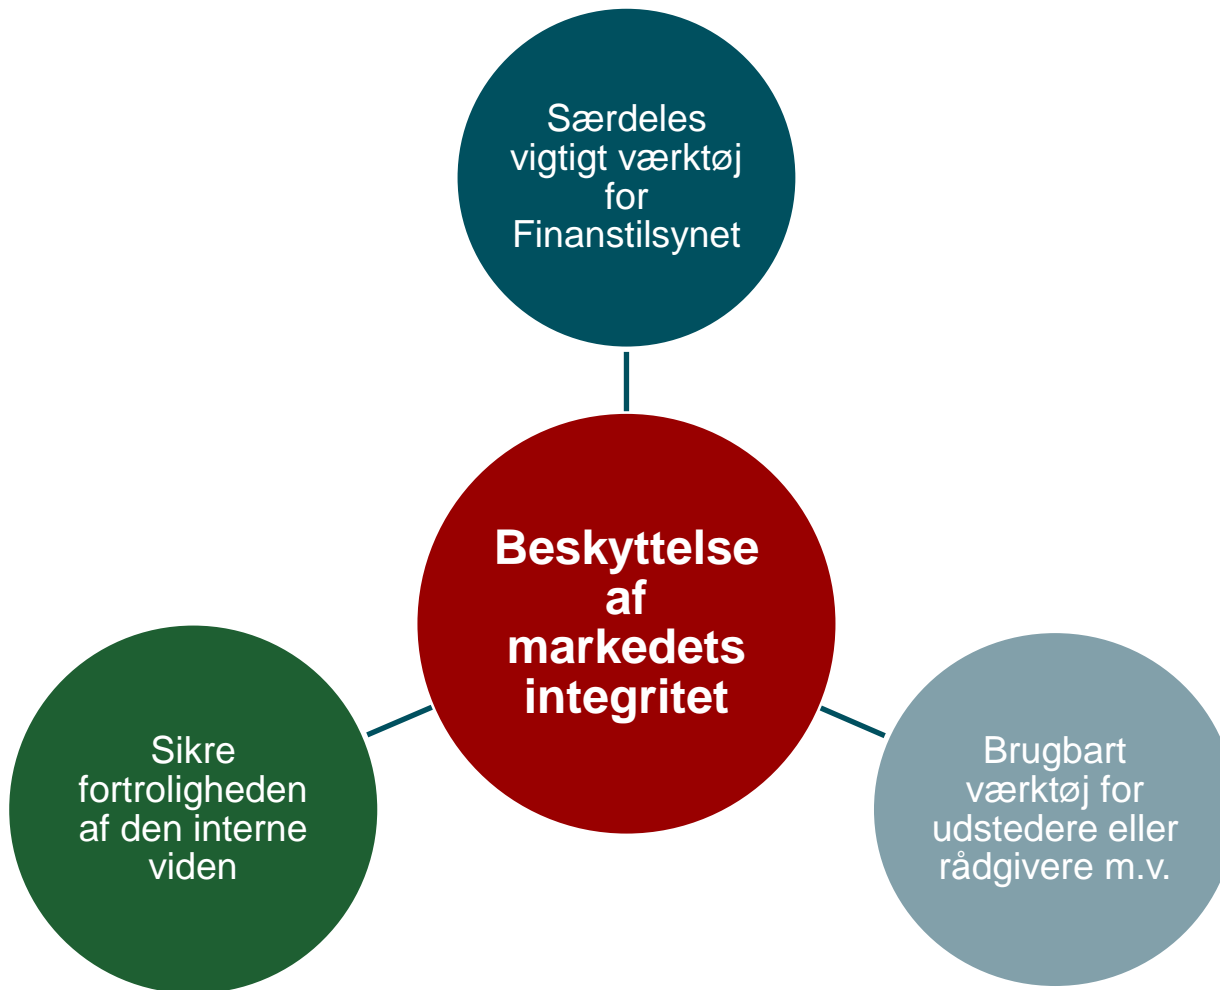 Særdeles
vigtigt værktøj
for
Finanstilsynet
Beskyttelse
af
markedets
integritet
Sikre
fortroligheden
af den interne
viden
Brugbart
værktøj for
udstedere eller
rådgivere m.v.